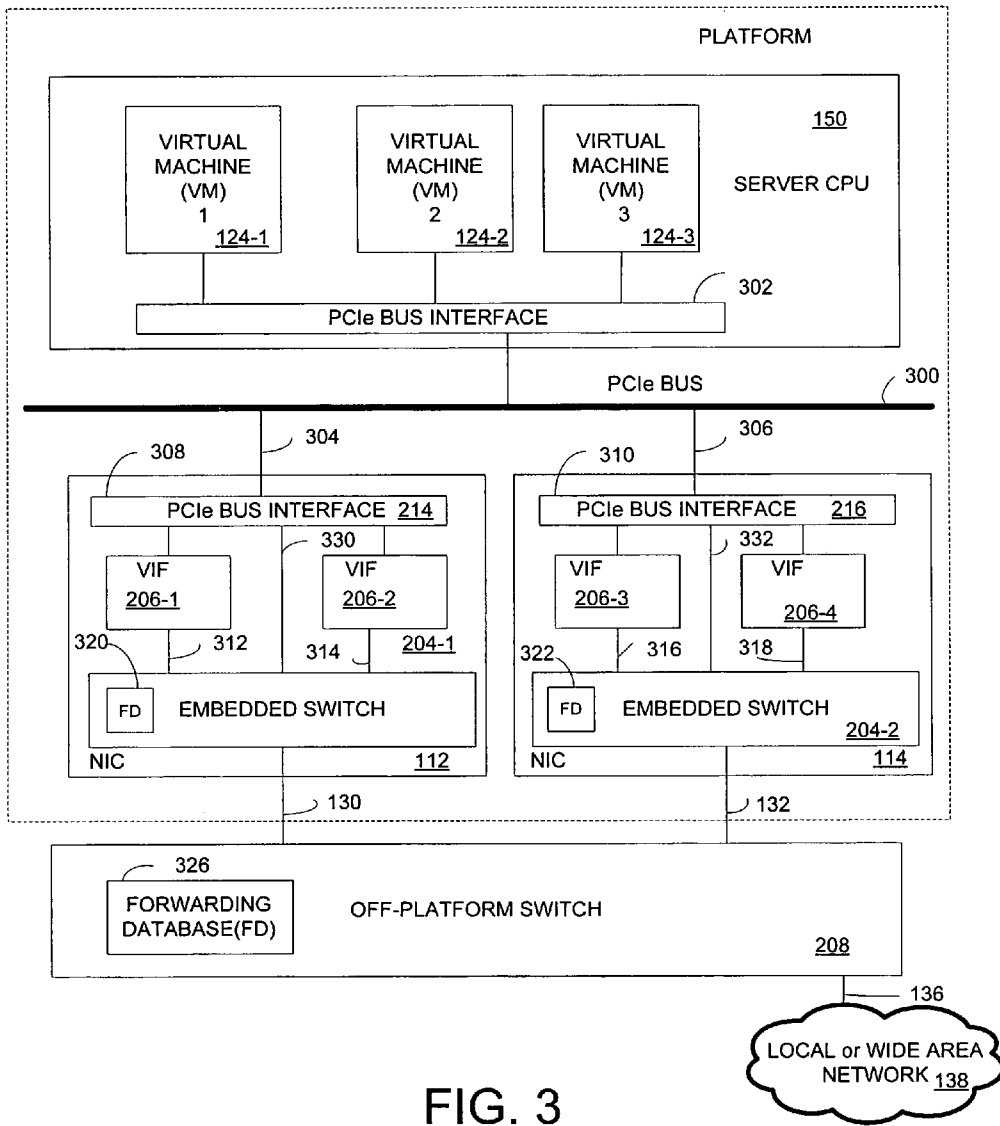 PLATFORM
150
SERVER CPU
VIRTUAL
MACHINE
(VM)
1
124-1
VIRTUAL
MACHINE
(VM)
2
124-2
VIRTUAL
MACHINE
(VM)
3
124-3
302
PCIe BUS INTERFACE
PCIe BUS
300
304
306
308
310
PCIe BUS INTERFACE 214
PCIe BUS INTERFACE 216
330
332
VIF
206-1
VIF
206-2
VIF
206-3
VIF
206-4
320
312
314
204-1
322
316
318
FD
EMBEDDED SWITCH
FD
EMBEDDED SWITCH
204-2
NIC
112
NIC
114
130
132
326
FORWARDING
DATABASE(FD)
OFF-PLATFORM SWITCH
208
136
LOCAL or WIDE AREA
NETWORK 138
FIG. 3